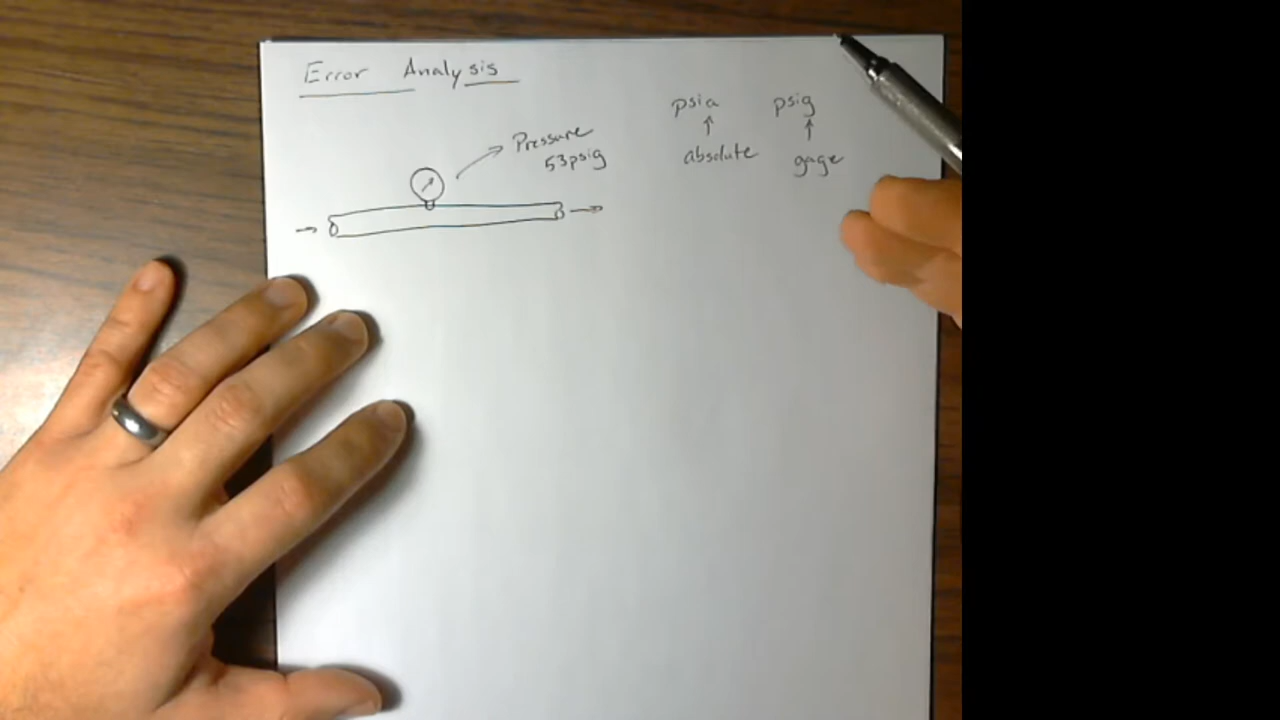 Error Analysis
Pressure
53psig
psia psig
absolute gage